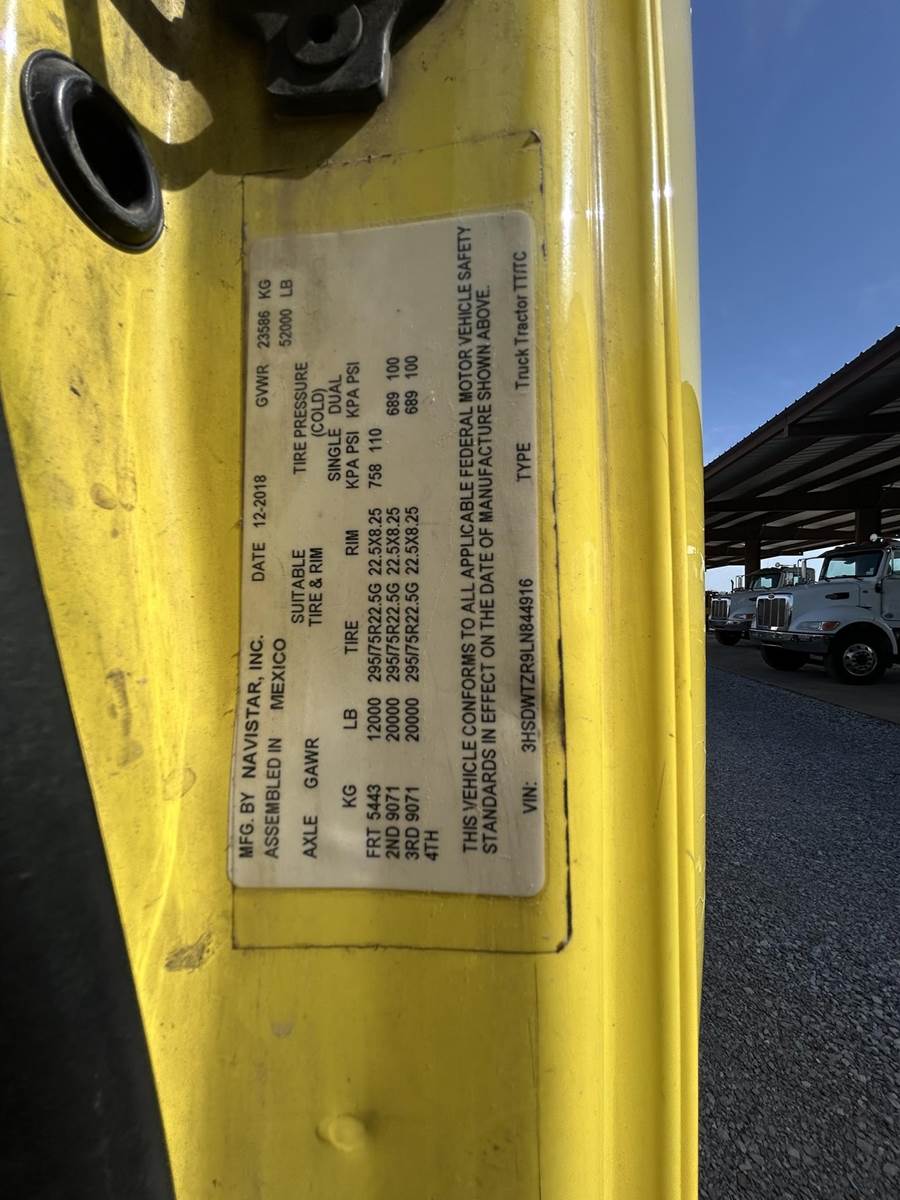 MFG. BY NAVISTAR, INC. DATE 12-2018 GVWR 23586 KG
ASSEMBLED IN MEXICO 52000 LB
AXLE GAWR SUITABLE TIRE PRESSURE
TIRE & RIM (COLD)
SINGLE DUAL
KG LB TIRE RIM KPA PSI KPA PSI
FRT 5443 12000 295/75R22.5G 22.5X8.25 758 110
2ND 9071 20000 295/75R22.5G 22.5X8.25 689 100
3RD 9071 20000 295/75R22.5G 22.5X8.25 689 100
4TH
THIS VEHICLE CONFORMS TO ALL APPLICABLE FEDERAL MOTOR VEHICLE SAFETY
STANDARDS IN EFFECT ON THE DATE OF MANUFACTURE SHOWN ABOVE.
VIN: 3HSDWTZR9LN844916 TYPE Truck Tractor TT/TC